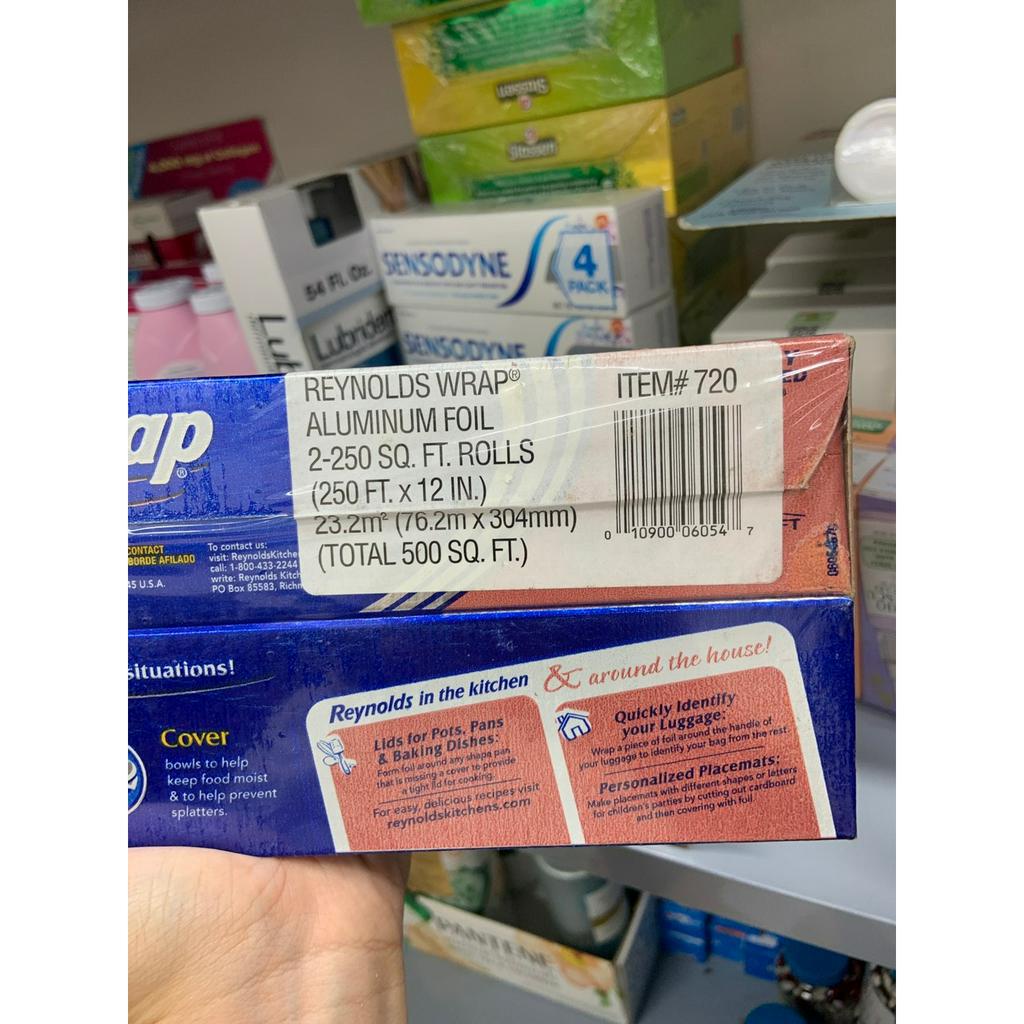 Stassen
Stassen
SENSODYNE
4
PACK
54 Fl. Oz.
Lubriderm
SENSODYNE
REYNOLDS WRAP® ITEM# 720
ALUMINUM FOIL
2-250 SQ. FT. ROLLS
(250 FT. x 12 IN.)
23.2m² (76.2m x 304mm)
(TOTAL 500 SQ. FT.)
0 10900 06054 7
ap®
CONTACT
BORDE AFILADO
45 U.S.A.
To contact us:
visit: ReynoldsKitche
call: 1-800-433-2244
write: Reynolds Kitch
PO Box 85583, Richm
situations!
Cover
bowls to help
keep food moist
& to help prevent
splatters.
Reynolds in the kitchen & around the house!
Lids for Pots, Pans
& Baking Dishes:
Form foil around any shape pan
that is missing a cover to provide
a tight lid for cooking.
For easy, delicious recipes visit
reynoldskitchens.com
Quickly Identify
your Luggage:
Wrap a piece of foil around the handle of
your luggage to identify your bag from the rest.
Personalized Placemats:
Make placemats with different shapes or letters
for children's parties by cutting out cardboard
and then covering with foil.
PANTENE